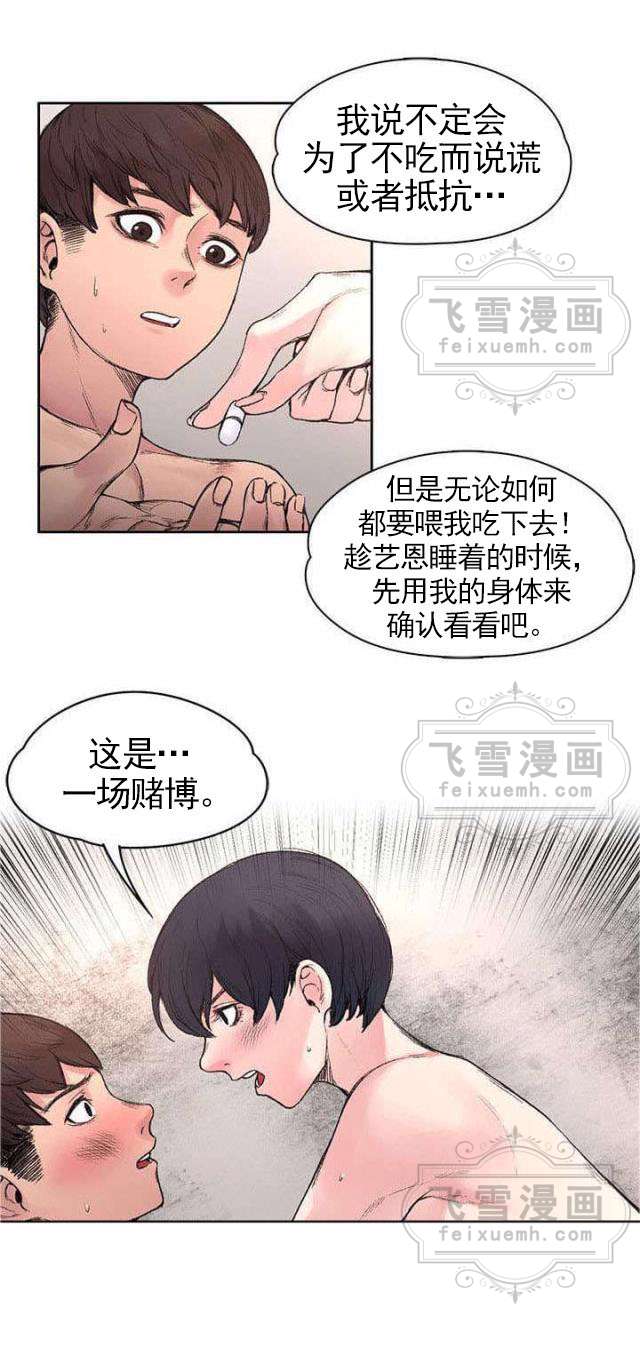 我说不定会
为了不吃而说谎
或者抵抗…
飞雪漫画
feixuemh.com
但是无论如何
都要喂我吃下去！
趁艺恩睡着的时候，
先用我的身体来
确认看看吧。
飞雪漫画
feixuemh.com
这是…
一场赌博。
飞雪漫画
feixuemh.com